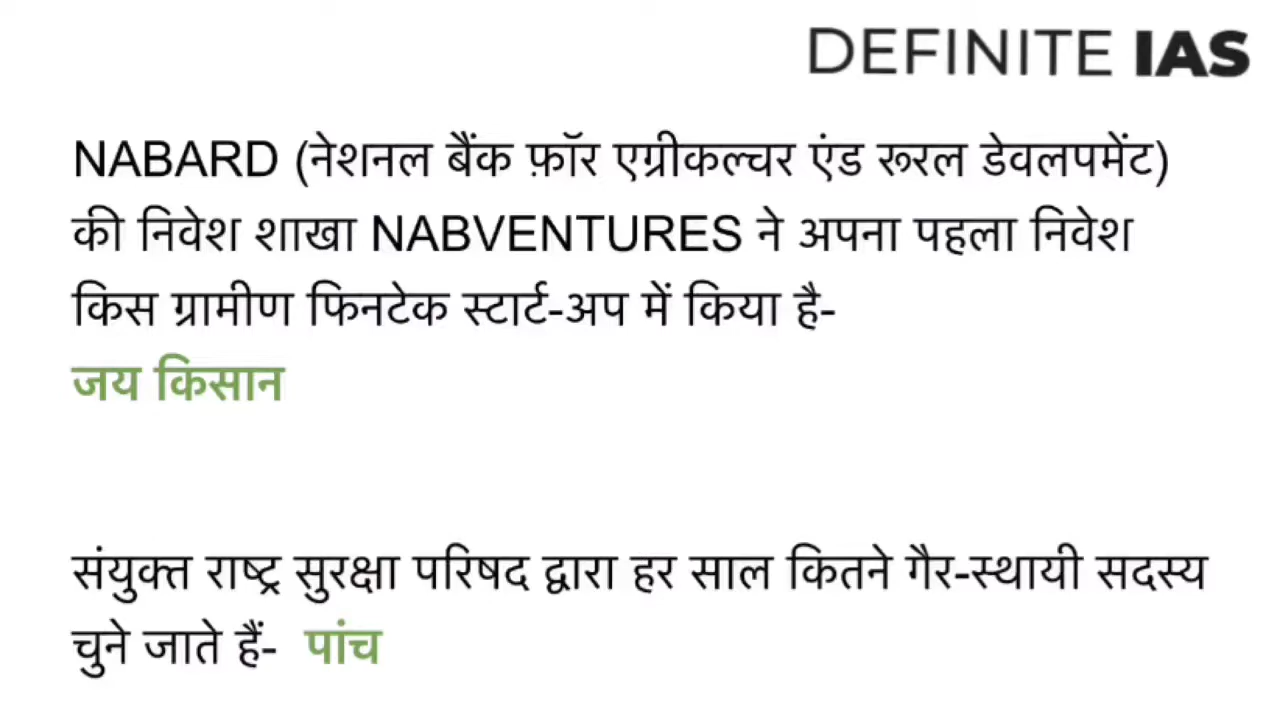 DEFINITE IAS
NABARD (नेशनल बैंक फ़ॉर एग्रीकल्चर एंड रूरल डेवलपमेंट)
की निवेश शाखा NABVENTURES ने अपना पहला निवेश
किस ग्रामीण फिनटेक स्टार्ट-अप में किया है-
जय किसान
संयुक्त राष्ट्र सुरक्षा परिषद द्वारा हर साल कितने गैर-स्थायी सदस्य
चुने जाते हैं- पांच